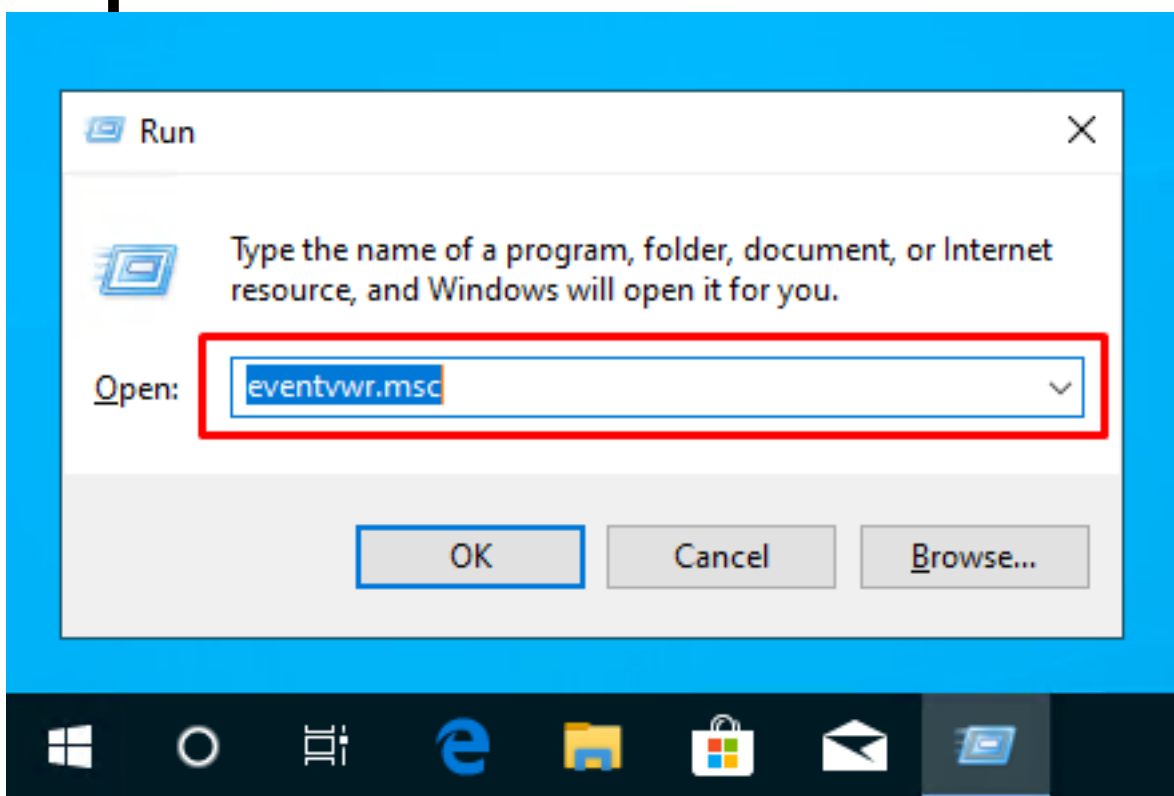 Run
Type the name of a program, folder, document, or Internet
resource, and Windows will open it for you.
Open:
eventvwr.msc
OK
Cancel
Browse...